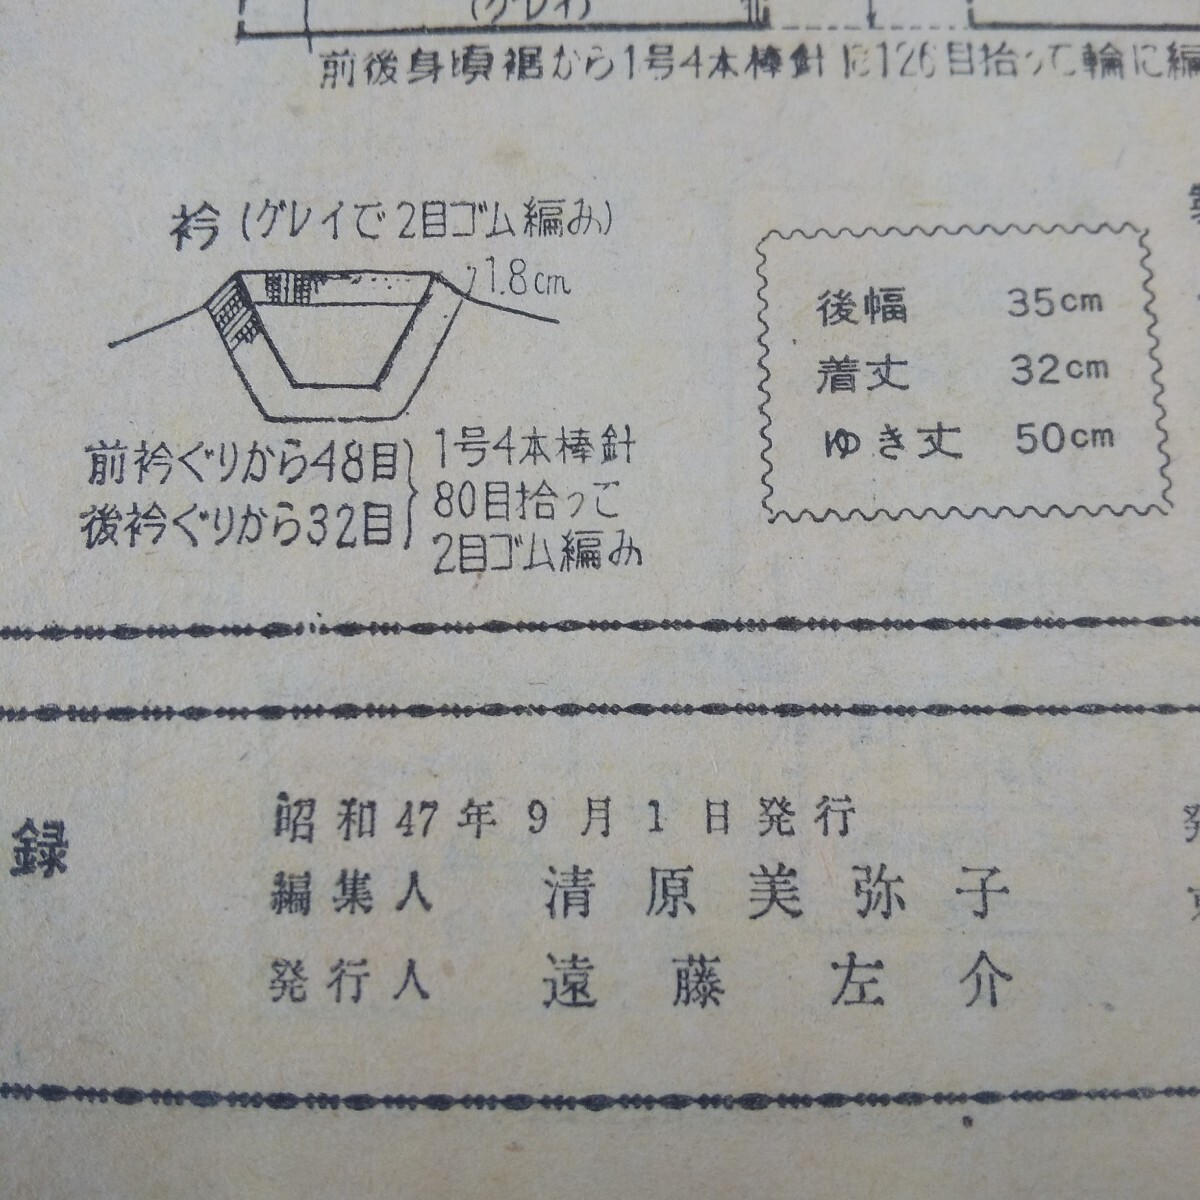 (グレイ)
前後身頃裾から1号4本棒針に126目拾って輪に編
衿(グレイで2目ゴム編み)
1.8cm
前衿ぐりから48目
後衿ぐりから32目
1号4本棒針
80目拾って
2目ゴム編み
後幅 35cm
着丈 32cm
ゆき丈 50cm
録
昭和47年9月1日発行
編集人 清原美弥子
発行人 遠藤左介